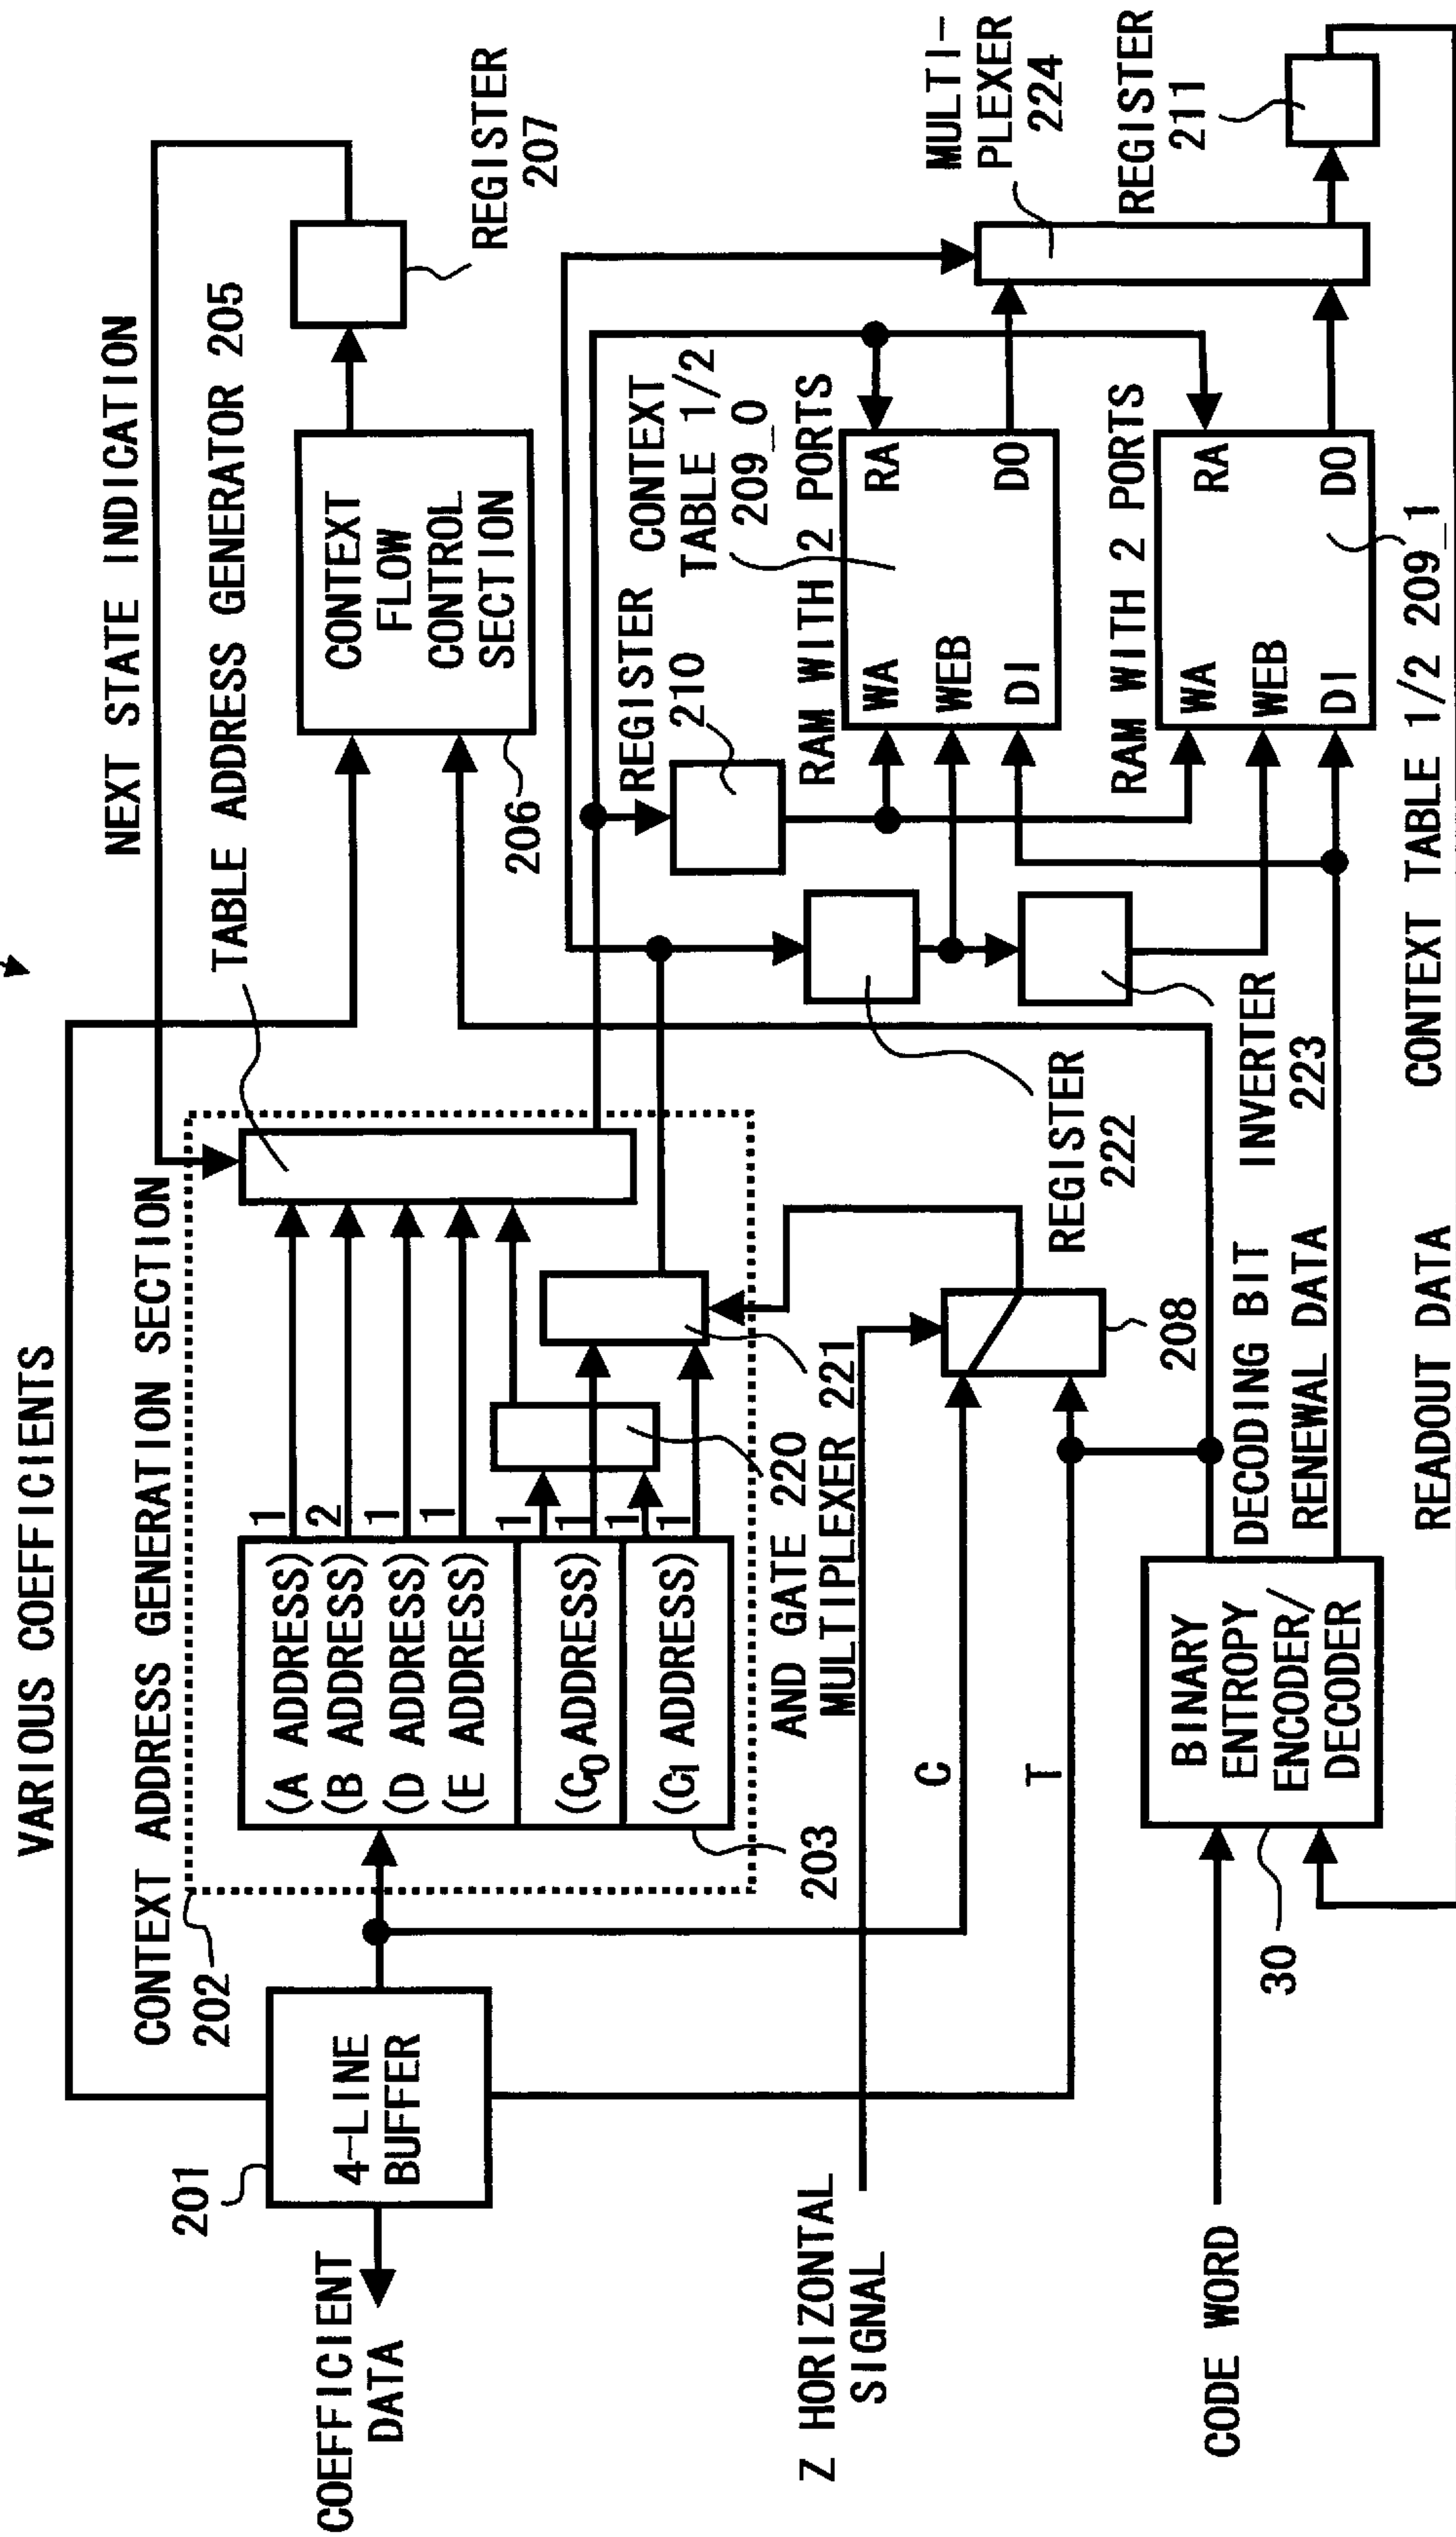 VARIOUS COEFFICIENTS
NEXT STATE INDICATION
CONTEXT ADDRESS GENERATION SECTION
202
TABLE ADDRESS GENERATOR 205
201
4-LINE
BUFFER
COEFFICIENT
DATA
(A ADDRESS)
(B ADDRESS)
(D ADDRESS)
(E ADDRESS)
(C0 ADDRESS)
(C1 ADDRESS)
1
2
1
1
1
1
1
1
203
AND GATE 220
MULTIPLEXER 221
CONTEXT
FLOW
CONTROL
SECTION
206
REGISTER
207
REGISTER
210
CONTEXT
TABLE 1/2
209_0
RAM WITH 2 PORTS
WA
RA
WEB
DI
DO
MULTI-
PLEXER
224
REGISTER
211
RAM WITH 2 PORTS
WA
RA
WEB
DI
DO
CONTEXT TABLE 1/2 209_1
REGISTER
222
INVERTER
223
Z HORIZONTAL
SIGNAL
C
T
208
CODE WORD
30
BINARY
ENTROPY
ENCODER/
DECODER
DECODING BIT
RENEWAL DATA
READOUT DATA